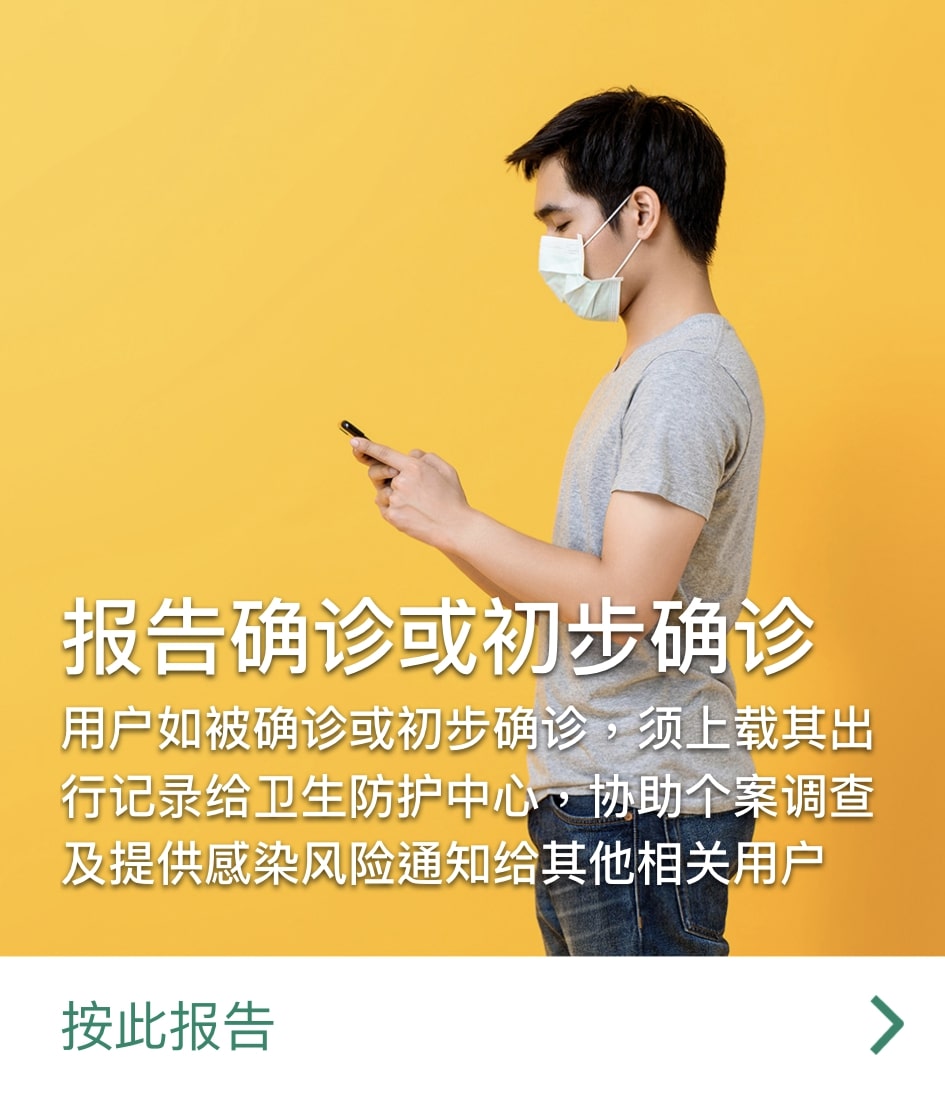 报告确诊或初步确诊
用户如被确诊或初步确诊，须上载其出
行记录给卫生防护中心，协助个案调查
及提供感染风险通知给其他相关用户
按此报告